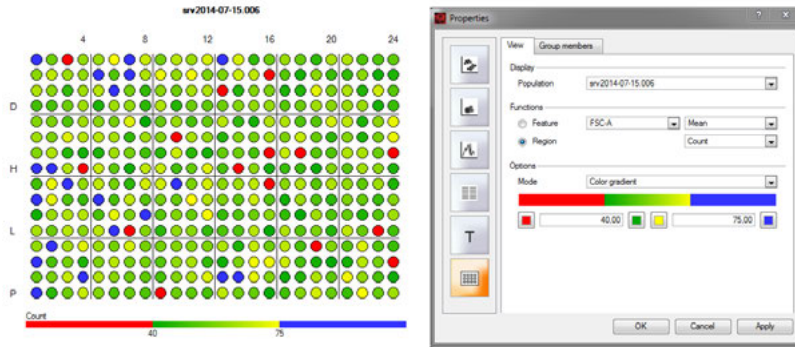 srv2014-07-15.006
4 8 12 16 20 24
D
H
L
P
Count
40 75
Properties
View Group members
Display
Population srv2014-07-15.006
Functions
Feature FSC-A Mean
Region Count
Options
Mode Color gradient
40.00 75.00
T
OK Cancel Apply